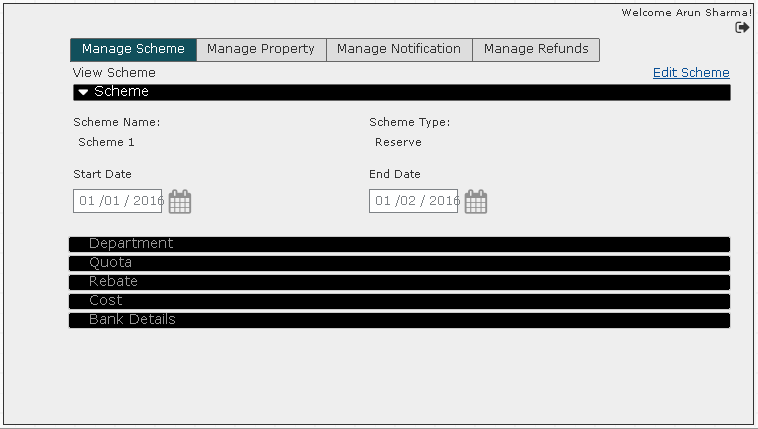 Welcome Arun Sharma!
Manage Scheme Manage Property Manage Notification Manage Refunds
View Scheme Edit Scheme
Scheme
Scheme Name: Scheme Type:
Scheme 1 Reserve
Start Date End Date
01 /01 / 2016 01 /02 / 2016
Department
Quota
Rebate
Cost
Bank Details